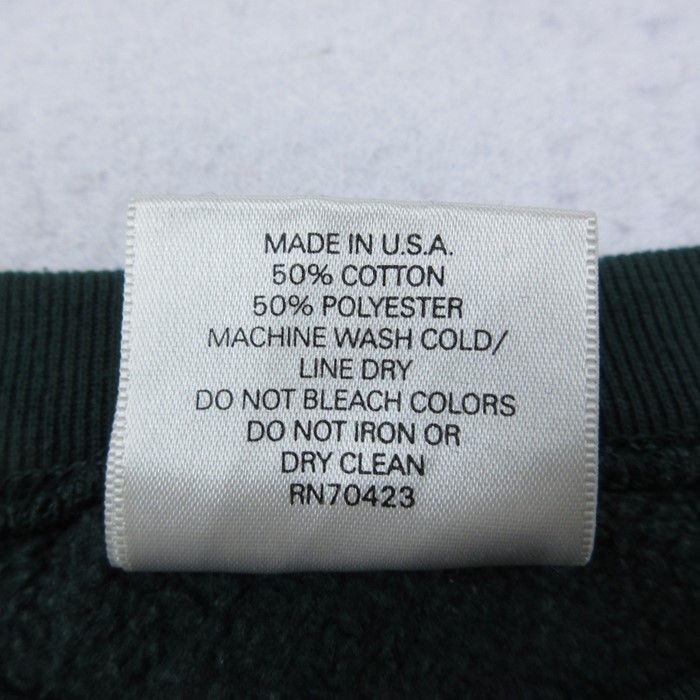 MADE IN U.S.A.
50% COTTON
50% POLYESTER
MACHINE WASH COLD/
LINE DRY
DO NOT BLEACH COLORS
DO NOT IRON OR
DRY CLEAN
RN70423